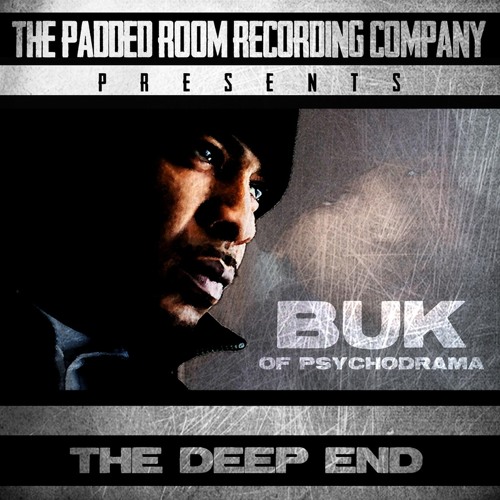 THE PADDED ROOM RECORDING COMPANY
PRESENTS
BUK
OF PSYCHODRAMA
THE DEEP END